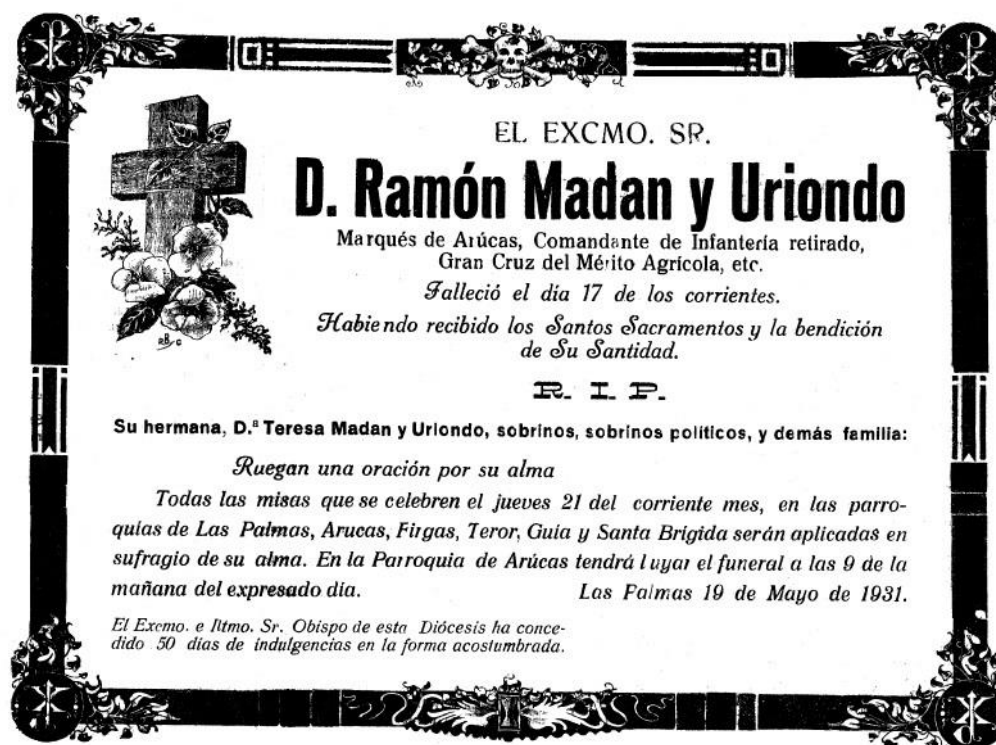 EL EXCMO. SR.
D. Ramón Madan y Uriondo
Marqués de Arúcas, Comandante de Infantería retirado,
Gran Cruz del Mérito Agrícola, etc.
Falleció el día 17 de los corrientes.
Habiendo recibido los Santos Sacramentos y la bendición
de Su Santidad.
R. I. P.
Su hermana, D.ª Teresa Madan y Uriondo, sobrinos, sobrinos políticos, y demás familia:
Ruegan una oración por su alma
Todas las misas que se celebren el jueves 21 del corriente mes, en las parro-
quias de Las Palmas, Arucas, Firgas, Teror, Guia y Santa Brigida serán aplicadas en
sufragio de su alma. En la Parroquia de Arúcas tendrá luyar el funeral a las 9 de la
mañana del expresado día. Las Palmas 19 de Mayo de 1931.
El Excmo. e Iltmo. Sr. Obispo de esta Diócesis ha conce-
dido 50 días de indulgencias en la forma acostumbrada.